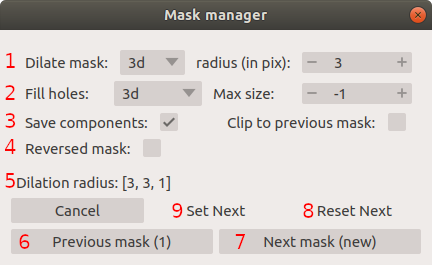 Mask manager
1 Dilate mask: 3d radius (in pix): − 3 +
2 Fill holes: 3d Max size: − -1 +
3 Save components: Clip to previous mask:
4 Reversed mask:
5 Dilation radius: [3, 3, 1]
Cancel 9 Set Next 8 Reset Next
6 Previous mask (1) 7 Next mask (new)